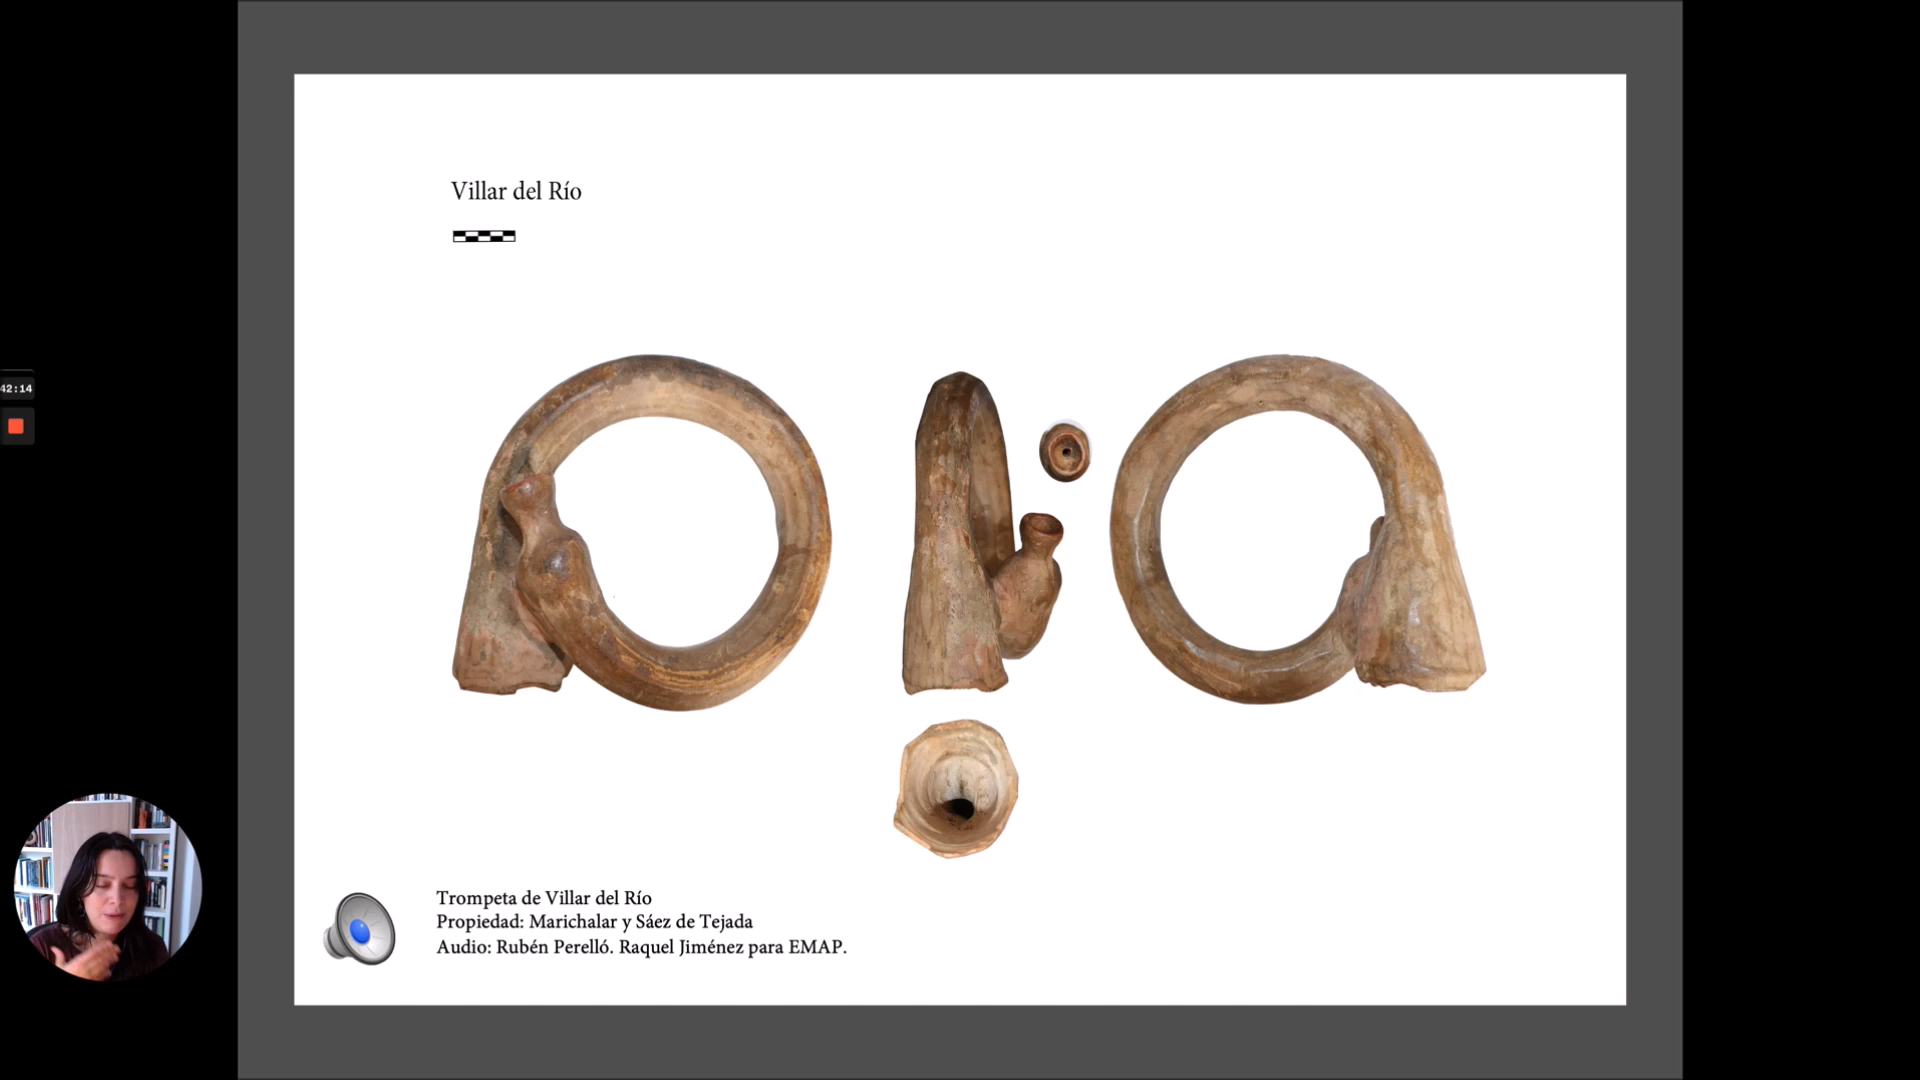 Villar del Río
42:14
Trompeta de Villar del Río
Propiedad: Marichalar y Sáez de Tejada
Audio: Rubén Perelló. Raquel Jiménez para EMAP.